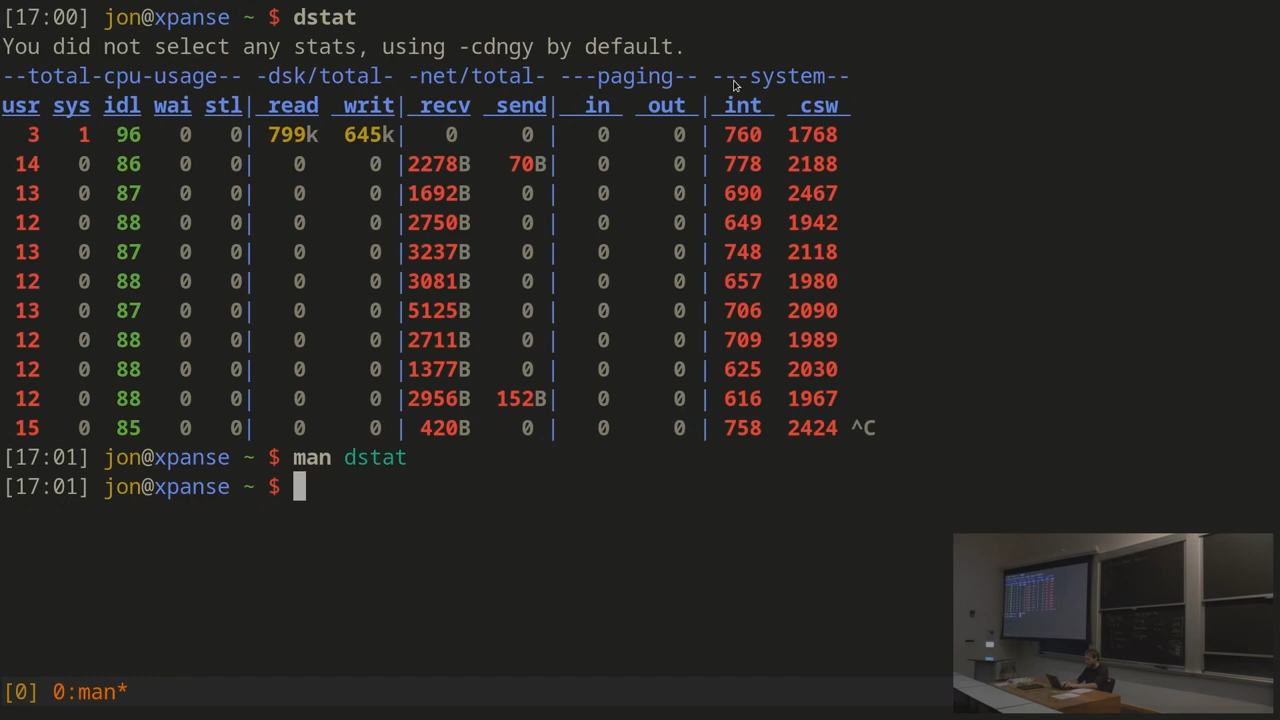 [17:00] jon@xpanse ~ $ dstat
You did not select any stats, using -cdngy by default.
--total-cpu-usage-- -dsk/total- -net/total- ---paging-- ---system--
usr sys idl wai stl| read  writ| recv  send|  in   out | int   csw
  3   1  96   0   0| 799k  645k|   0     0 |   0     0 | 760  1768
 14   0  86   0   0|   0     0 |2278B   70B|   0     0 | 778  2188
 13   0  87   0   0|   0     0 |1692B    0 |   0     0 | 690  2467
 12   0  88   0   0|   0     0 |2750B    0 |   0     0 | 649  1942
 13   0  87   0   0|   0     0 |3237B    0 |   0     0 | 748  2118
 12   0  88   0   0|   0     0 |3081B    0 |   0     0 | 657  1980
 13   0  87   0   0|   0     0 |5125B    0 |   0     0 | 706  2090
 12   0  88   0   0|   0     0 |2711B    0 |   0     0 | 709  1989
 12   0  88   0   0|   0     0 |1377B    0 |   0     0 | 625  2030
 12   0  88   0   0|   0     0 |2956B  152B|   0     0 | 616  1967
 15   0  85   0   0|   0     0 | 420B    0 |   0     0 | 758  2424 ^C
[17:01] jon@xpanse ~ $ man dstat
[17:01] jon@xpanse ~ $
[0] 0:man*